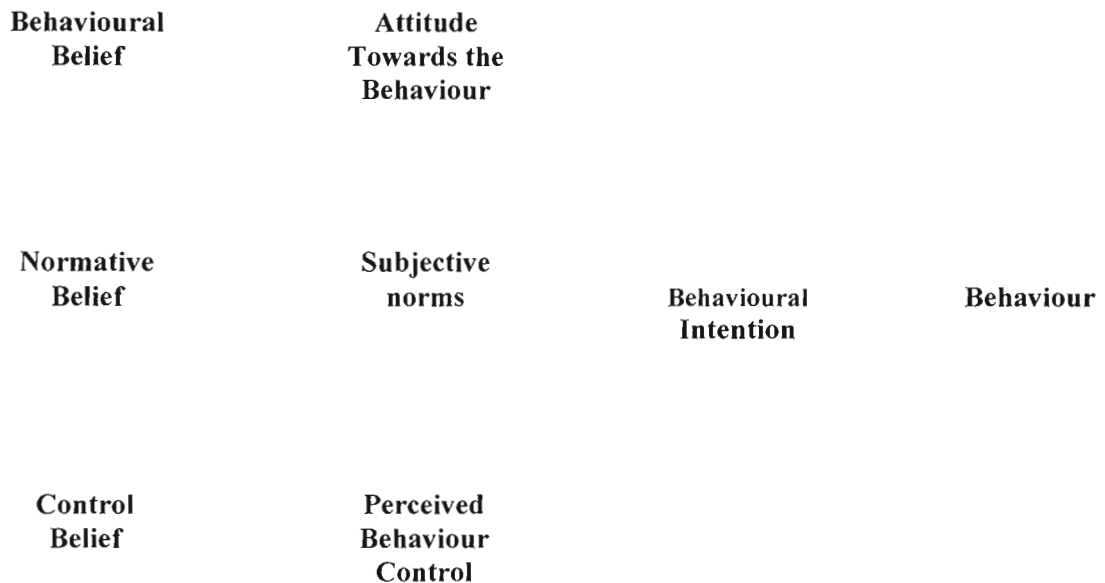 Behavioural
Belief
Attitude
Towards the
Behaviour
Normative
Belief
Subjective
norms
Behavioural
Intention
Behaviour
Control
Belief
Perceived
Behaviour
Control